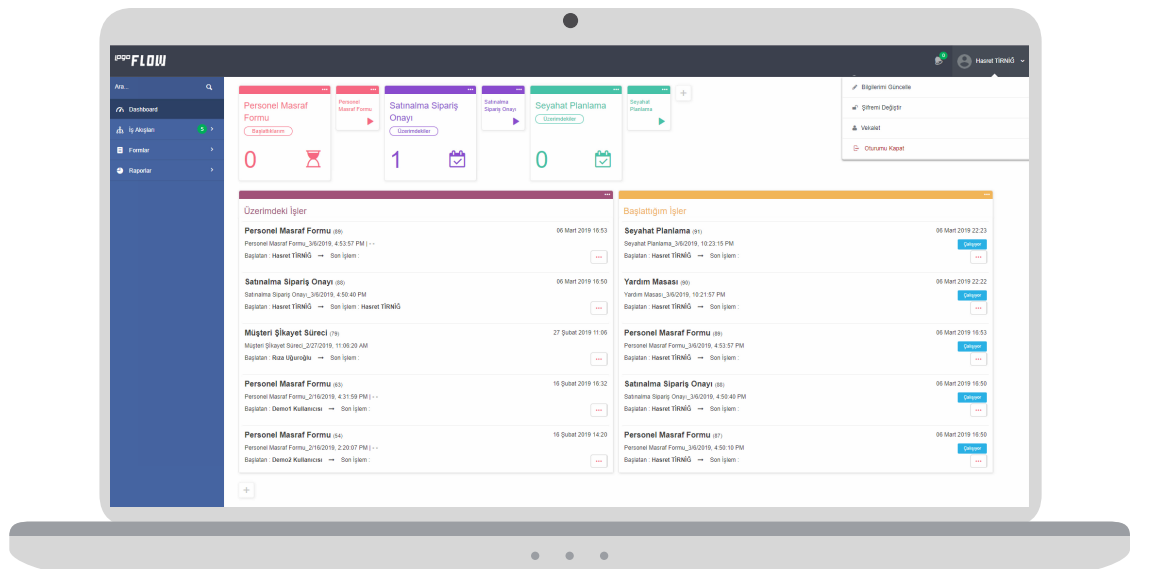 logo FLOW
0
Hasret TİRNİĞ
Ara...
Dashboard
İş Akışları
5
Formlar
Raporlar
Bilgilerimi Güncelle
Şifremi Değiştir
Vekalet
Oturumu Kapat
Personel Masraf
Formu
Başlattıklarım
0
Personel
Masraf Formu
Satınalma Sipariş
Onayı
Üzerimdekiler
1
Satınalma
Sipariş Onayı
Seyahat Planlama
Üzerimdekiler
0
Seyahat
Planlama
Üzerimdeki İşler
Personel Masraf Formu (89)
06 Mart 2019 16:53
Personel Masraf Formu_3/6/2019, 4:53:57 PM | - -
Başlatan : Hasret TİRNİĞ → Son İşlem :
Satınalma Sipariş Onayı (88)
06 Mart 2019 16:50
Satınalma Sipariş Onayı_3/6/2019, 4:50:40 PM
Başlatan : Hasret TİRNİĞ → Son İşlem : Hasret TİRNİĞ
Müşteri Şikayet Süreci (79)
27 Şubat 2019 11:06
Müşteri Şikayet Süreci_2/27/2019, 11:06:20 AM
Başlatan : Rıza Uğuroğlu → Son İşlem :
Personel Masraf Formu (63)
16 Şubat 2019 16:32
Personel Masraf Formu_2/16/2019, 4:31:59 PM | - -
Başlatan : Demo1 Kullanıcısı → Son İşlem :
Personel Masraf Formu (54)
16 Şubat 2019 14:20
Personel Masraf Formu_2/16/2019, 2:20:07 PM | - -
Başlatan : Demo2 Kullanıcısı → Son İşlem :
Başlattığım İşler
Seyahat Planlama (91)
06 Mart 2019 22:23
Seyahat Planlama_3/6/2019, 10:23:15 PM
Çalışıyor
Başlatan : Hasret TİRNİĞ → Son İşlem :
Yardım Masası (90)
06 Mart 2019 22:22
Yardım Masası_3/6/2019, 10:21:57 PM
Çalışıyor
Başlatan : Hasret TİRNİĞ → Son İşlem :
Personel Masraf Formu (89)
06 Mart 2019 16:53
Personel Masraf Formu_3/6/2019, 4:53:57 PM
Çalışıyor
Başlatan : Hasret TİRNİĞ → Son İşlem :
Satınalma Sipariş Onayı (88)
06 Mart 2019 16:50
Satınalma Sipariş Onayı_3/6/2019, 4:50:40 PM
Çalışıyor
Başlatan : Hasret TİRNİĞ → Son İşlem :
Personel Masraf Formu (87)
06 Mart 2019 16:50
Personel Masraf Formu_3/6/2019, 4:50:10 PM
Çalışıyor
Başlatan : Hasret TİRNİĞ → Son İşlem :